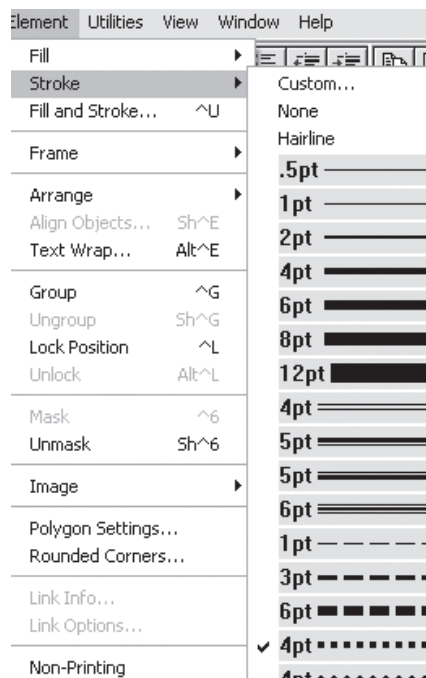 Element Utilities View Window Help
Fill
Stroke
Fill and Stroke... ^U
Frame
Arrange
Align Objects... Sh^E
Text Wrap... Alt^E
Group ^G
Ungroup Sh^G
Lock Position ^L
Unlock Alt^L
Mask ^6
Unmask Sh^6
Image
Polygon Settings...
Rounded Corners...
Link Info...
Link Options...
Non-Printing
Custom...
None
Hairline
.5pt
1pt
2pt
4pt
6pt
8pt
12pt
4pt
5pt
5pt
6pt
1pt
3pt
6pt
4pt
4pt